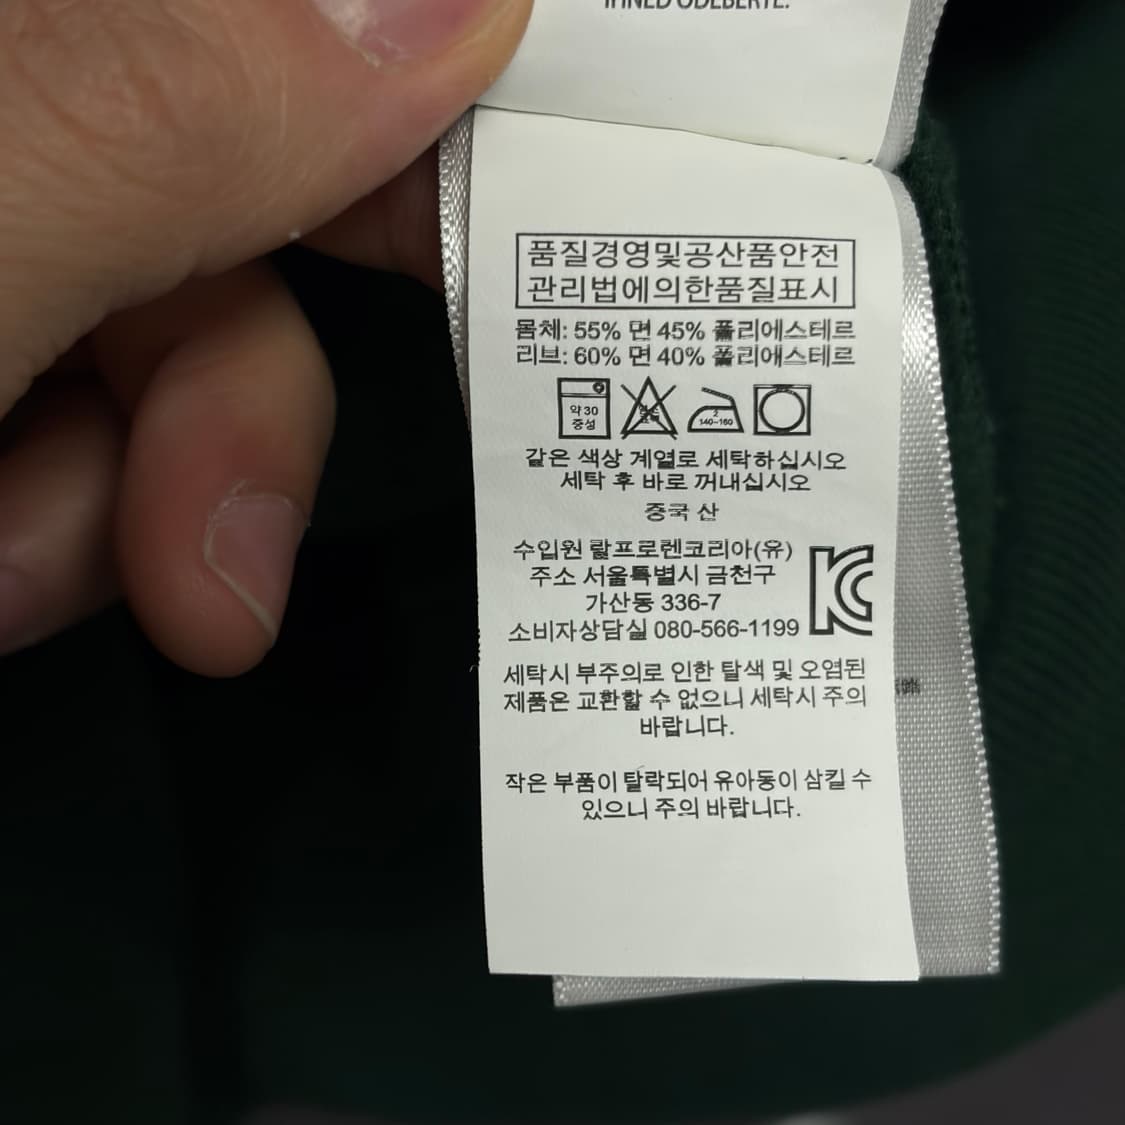 IHNED ODEBERTE.
품질경영및공산품안전
관리법에의한품질표시
몸체: 55% 면 45% 폴리에스테르
리브: 60% 면 40% 폴리에스테르
약 30
중성
2
140~160
같은 색상 계열로 세탁하십시오
세탁 후 바로 꺼내십시오
중국 산
수입원 랄프로렌코리아(유)
주소 서울특별시 금천구
가산동 336-7
소비자상담실 080-566-1199
세탁시 부주의로 인한 탈색 및 오염된
제품은 교환할 수 없으니 세탁시 주의
바랍니다.
작은 부품이 탈락되어 유아동이 삼킬 수
있으니 주의 바랍니다.